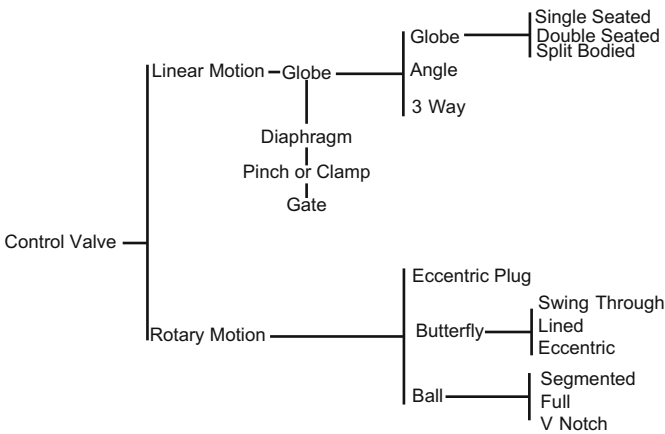 Control Valve
Linear Motion
Globe
Globe
Single Seated
Double Seated
Split Bodied
Angle
3 Way
Diaphragm
Pinch or Clamp
Gate
Rotary Motion
Eccentric Plug
Butterfly
Swing Through
Lined
Eccentric
Ball
Segmented
Full
V Notch